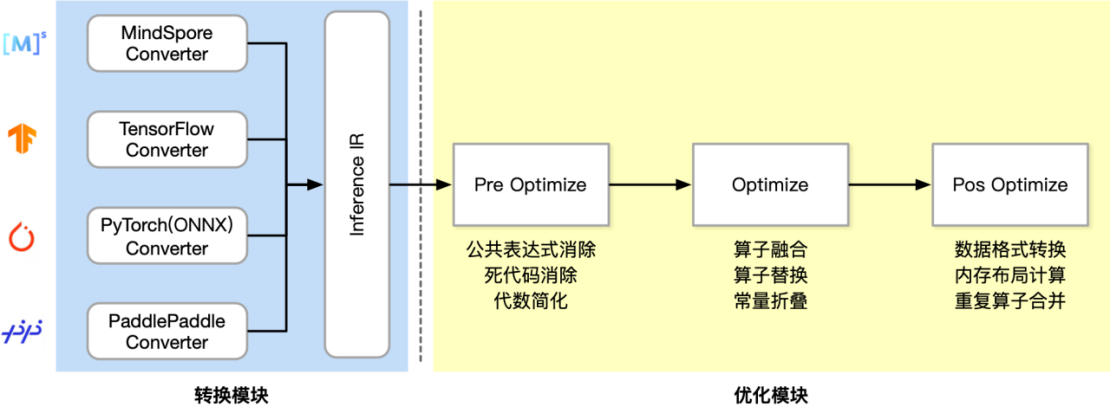 [M]s
MindSpore
Converter
TensorFlow
Converter
PyTorch(ONNX)
Converter
PaddlePaddle
Converter
Inference IR
转换模块
Pre Optimize
公共表达式消除
死代码消除
代数简化
Optimize
算子融合
算子替换
常量折叠
Pos Optimize
数据格式转换
内存布局计算
重复算子合并
优化模块